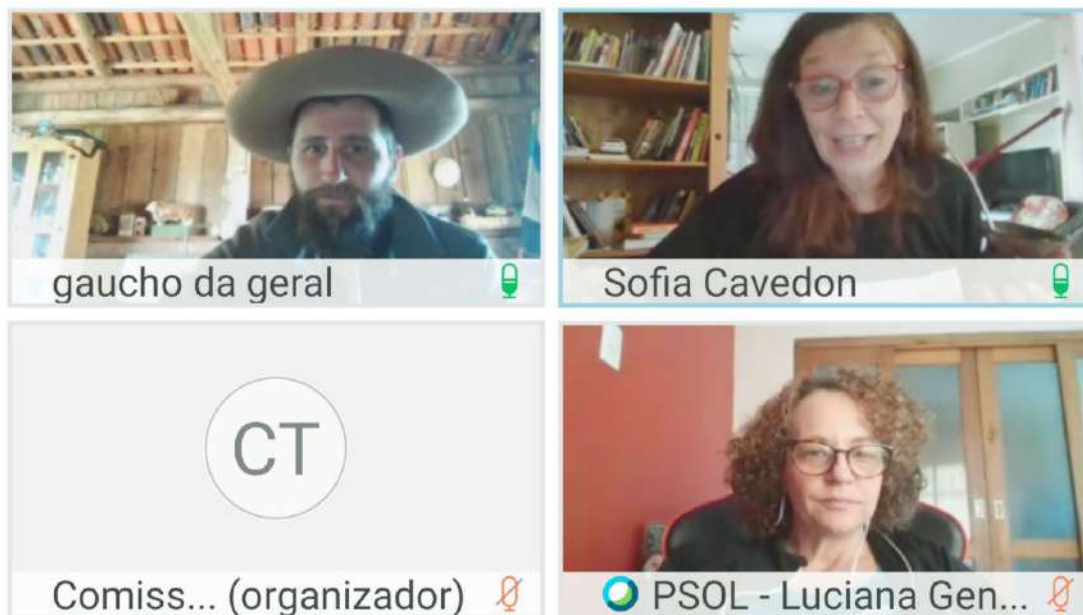 gaucho da geral
Sofia Cavedon
CT
Comiss... (organizador)
PSOL - Luciana Gen...